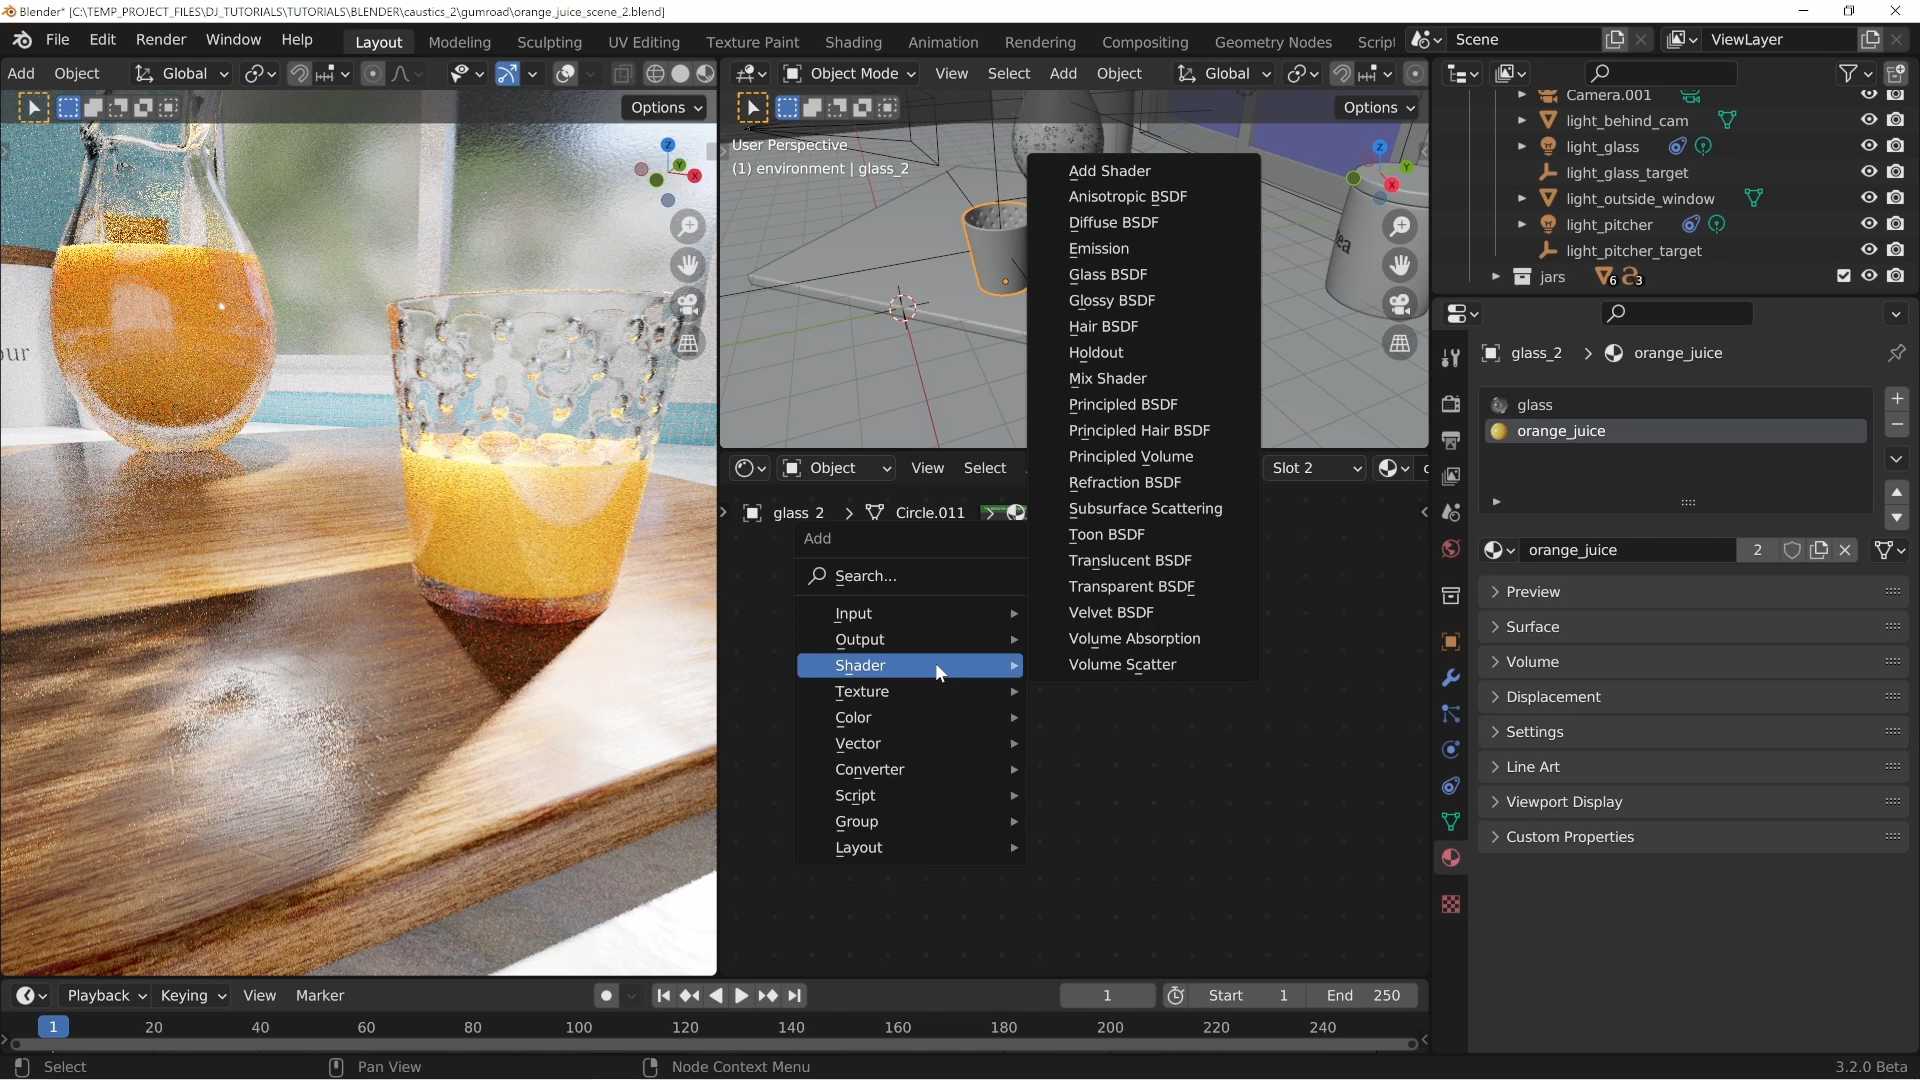 Blender* [C:\TEMP_PROJECT_FILES\DJ_TUTORIALS\TUTORIALS\BLENDER\caustics_2\gumroad\orange_juice_scene_2.blend]
File Edit Render Window Help Layout Modeling Sculpting UV Editing Texture Paint Shading Animation Rendering Compositing Geometry Nodes Script Scene ViewLayer
Add Object Global Object Mode View Select Add Object Global
Options Options
User Perspective
(1) environment | glass_2
Z
Y
X
Z
Y
X
our
ea
Add Shader
Anisotropic BSDF
Diffuse BSDF
Emission
Glass BSDF
Glossy BSDF
Hair BSDF
Holdout
Mix Shader
Principled BSDF
Principled Hair BSDF
Principled Volume
Refraction BSDF
Subsurface Scattering
Toon BSDF
Translucent BSDF
Transparent BSDF
Velvet BSDF
Volume Absorption
Volume Scatter
Object View Select Slot 2
glass_2 Circle.011
Add
Search...
Input
Output
Shader
Texture
Color
Vector
Converter
Script
Group
Layout
Camera.001
light_behind_cam
light_glass
light_glass_target
light_outside_window
light_pitcher
light_pitcher_target
jars 6 3
glass_2 orange_juice
glass
orange_juice
orange_juice 2
Preview
Surface
Volume
Displacement
Settings
Line Art
Viewport Display
Custom Properties
Playback Keying View Marker 1 Start 1 End 250
1 20 40 60 80 100 120 140 160 180 200 220 240
Select Pan View Node Context Menu 3.2.0 Beta